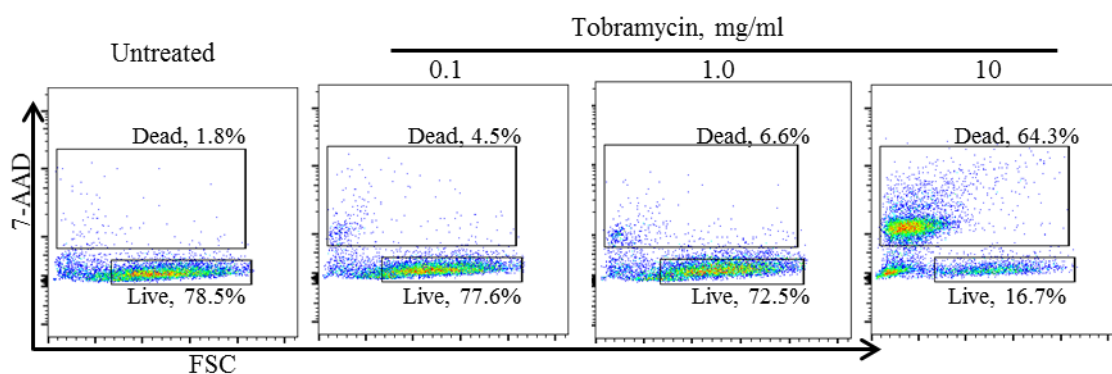 Tobramycin, mg/ml
Untreated
0.1
1.0
10
Dead, 1.8%
Dead, 4.5%
Dead, 6.6%
Dead, 64.3%
7-AAD
Live, 78.5%
Live, 77.6%
Live, 72.5%
Live, 16.7%
FSC